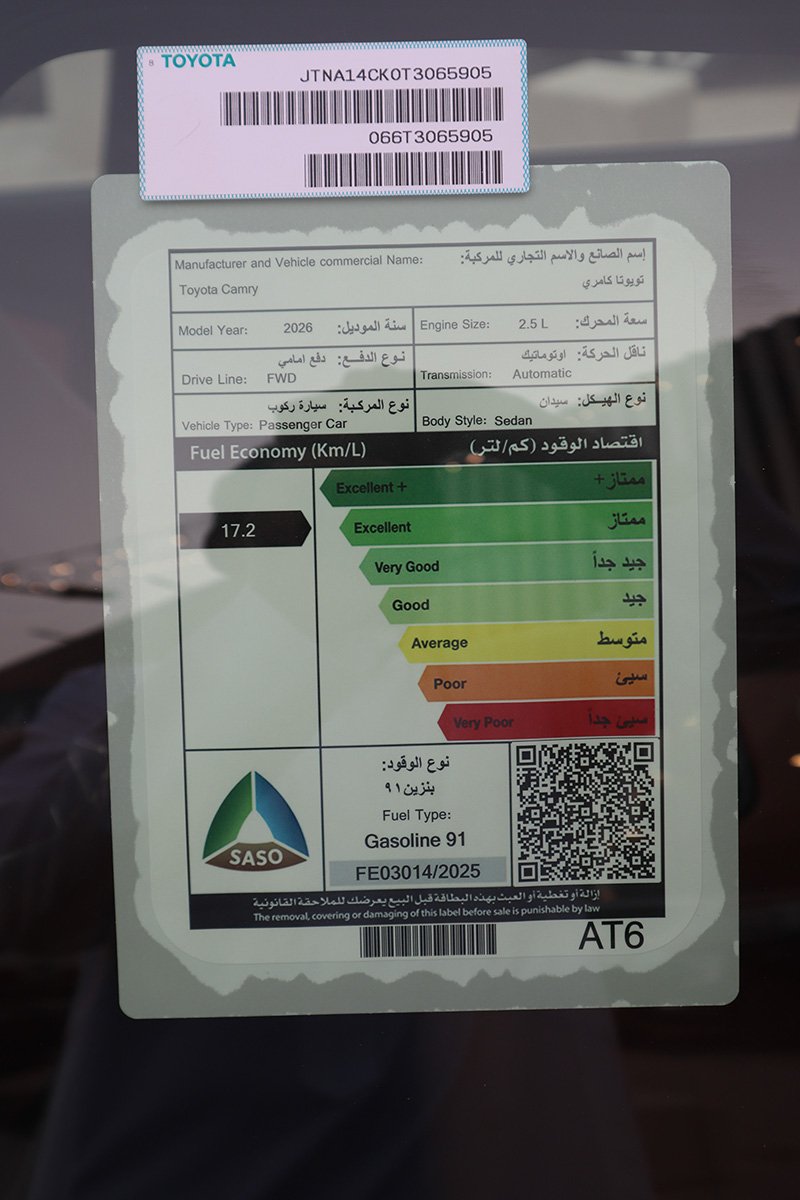 8 TOYOTA
JTNA14CK0T3065905
066T3065905
Manufacturer and Vehicle commercial Name: إسم الصانع والاسم التجاري للمركبة:
Toyota Camry تويوتا كامري
Model Year: 2026 سنة الموديل:
Engine Size: 2.5 L سعة المحرك:
نوع الدفـــع: دفع امامي
Drive Line: FWD
ناقل الحركة: اوتوماتيك
Transmission: Automatic
نوع المركـبة: سيارة ركوب
Vehicle Type: Passenger Car
نوع الهيـــكل: سيدان
Body Style: Sedan
Fuel Economy (Km/L) اقتصاد الوقود (كم/لتر)
17.2
Excellent + ممتاز+
Excellent ممتاز
Very Good جيد جداً
Good جيد
Average متوسط
Poor سيئ
Very Poor سيئ جداً
SASO
نوع الوقود:
بنزين ٩١
Fuel Type:
Gasoline 91
FE03014/2025
إزالة أو تغطية أو العبث بهذه البطاقة قبل البيع يعرضك للملاحقة القانونية
The removal, covering or damaging of this label before sale is punishable by law
AT6